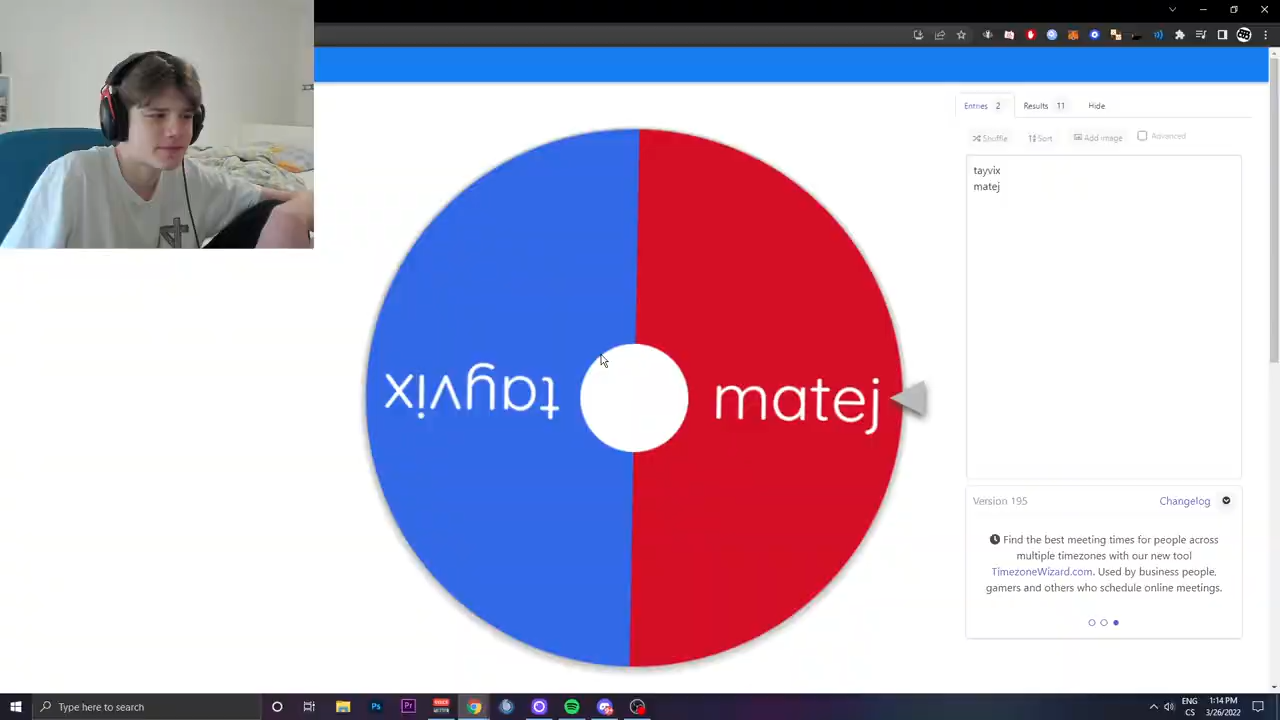 Entries 2 Results 11 Hide
Shuffle Sort Add image Advanced
tayvix
matej
tayvix
matej
Version 195 Changelog
Find the best meeting times for people across
multiple timezones with our new tool
TimezoneWizard.com. Used by business people,
gamers and others who schedule online meetings.
Type here to search
Ps
Pr
ENG
CS
1:14 PM
3/26/2022